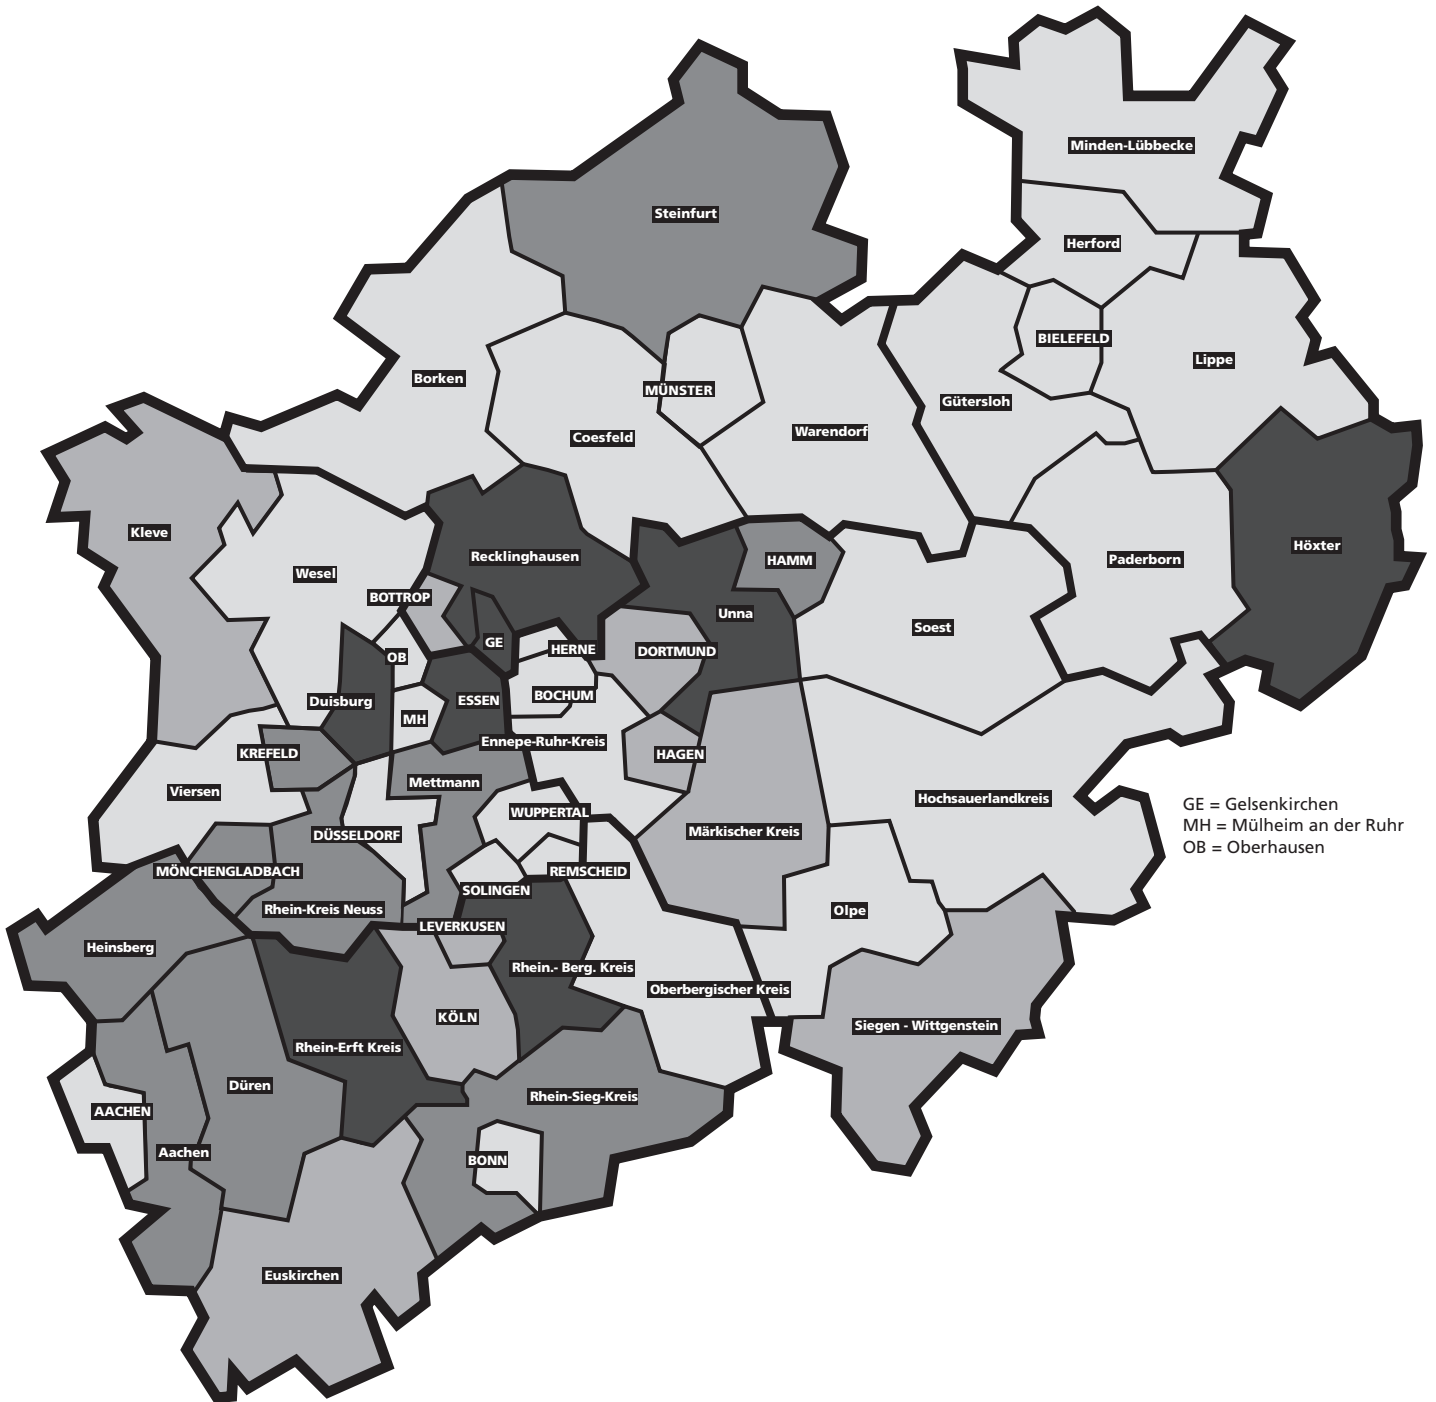 Minden-Lübbecke
Steinfurt
Herford
BIELEFELD
Lippe
Borken
MÜNSTER
Gütersloh
Coesfeld
Warendorf
Kleve
Höxter
Recklinghausen
HAMM
Paderborn
Wesel
BOTTROP
Unna
Soest
GE
HERNE
DORTMUND
OB
Duisburg
ESSEN
BOCHUM
MH
Ennepe-Ruhr-Kreis
KREFELD
HAGEN
Mettmann
Viersen
Hochsauerlandkreis
GE = Gelsenkirchen
MH = Mülheim an der Ruhr
OB = Oberhausen
WUPPERTAL
DÜSSELDORF
Märkischer Kreis
MÖNCHENGLADBACH
REMSCHEID
SOLINGEN
Rhein-Kreis Neuss
Olpe
LEVERKUSEN
Heinsberg
Rhein.- Berg. Kreis
Oberbergischer Kreis
KÖLN
Siegen - Wittgenstein
Rhein-Erft Kreis
Düren
Rhein-Sieg-Kreis
AACHEN
Aachen
BONN
Euskirchen